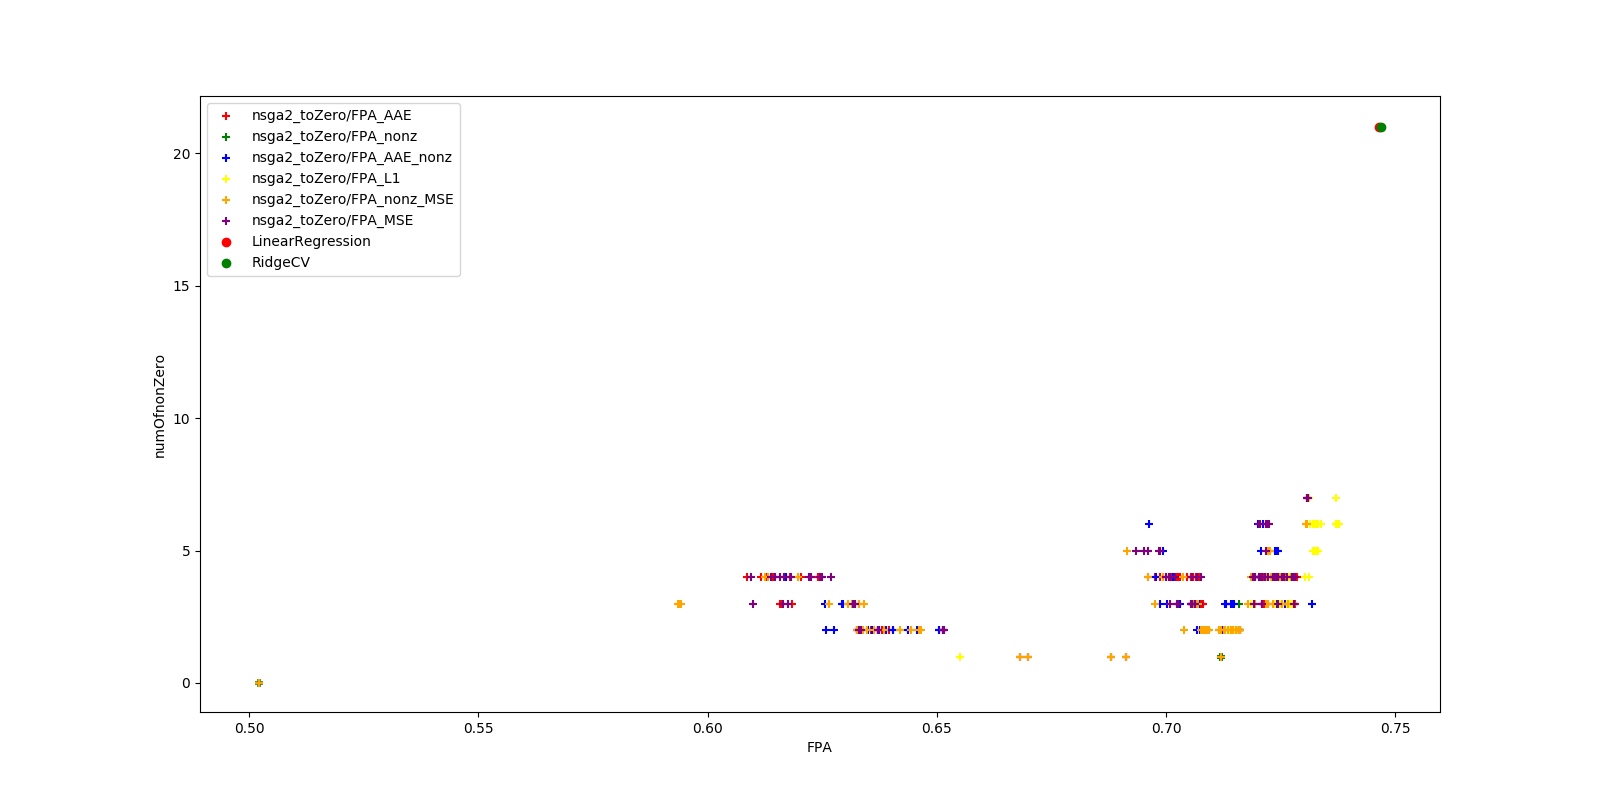 nsga2_toZero/FPA_AAE
nsga2_toZero/FPA_nonz
nsga2_toZero/FPA_AAE_nonz
nsga2_toZero/FPA_L1
nsga2_toZero/FPA_nonz_MSE
nsga2_toZero/FPA_MSE
LinearRegression
RidgeCV
numOfnonZero
20
15
10
5
0
0.50 0.55 0.60 0.65 0.70 0.75
FPA